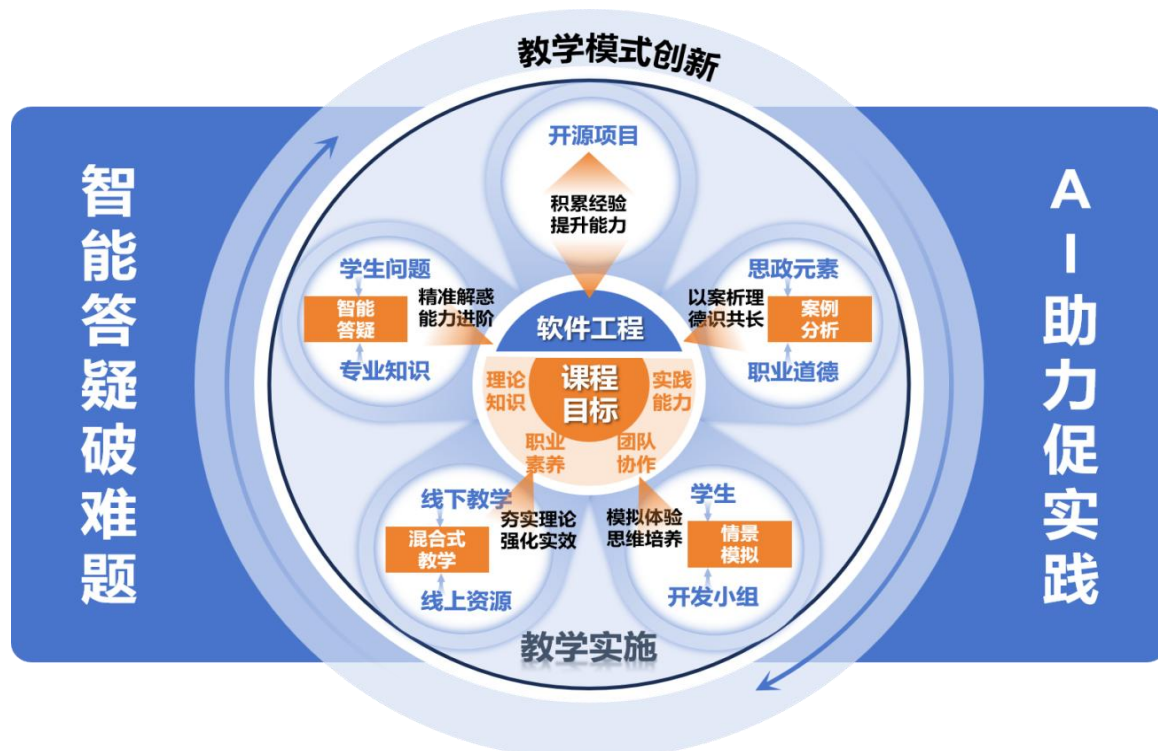 教学模式创新
智能答疑破难题
AI助力促实践
开源项目
积累经验
提升能力
学生问题
智能
答疑
专业知识
精准解惑
能力进阶
思政元素
案例
分析
职业道德
以案析理
德识共长
软件工程
课程
目标
理论
知识
实践
能力
职业
素养
团队
协作
线下教学
混合式
教学
线上资源
夯实理论
强化实效
学生
情景
模拟
开发小组
模拟体验
思维培养
教学实施